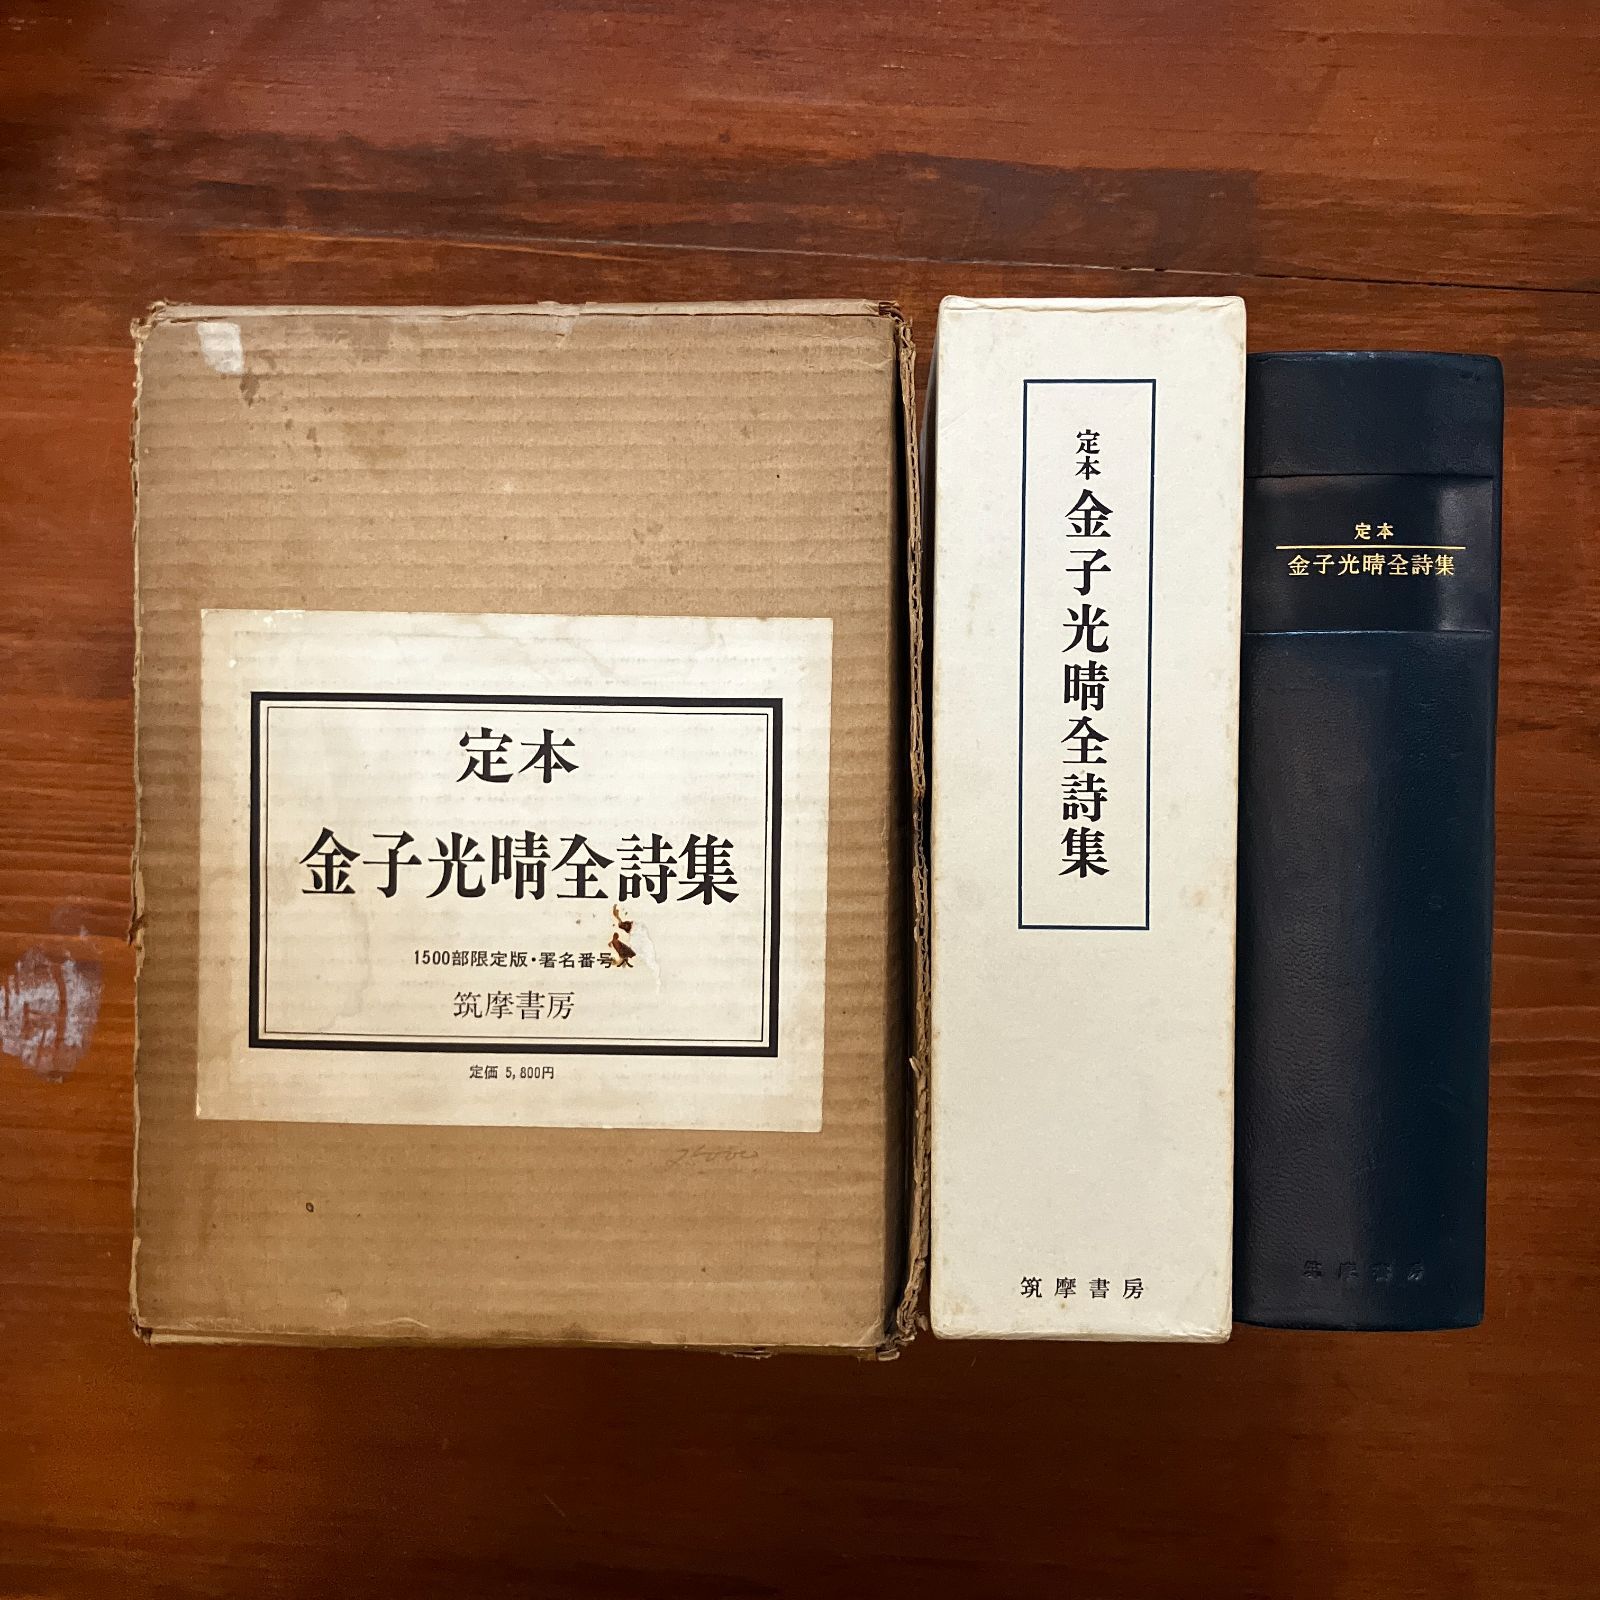 定本
金子光晴全詩集
1500部限定版・署名番号入
筑摩書房
定価 5,800円
定本 金子光晴全詩集
筑摩書房
定本
金子光晴全詩集
筑摩書房